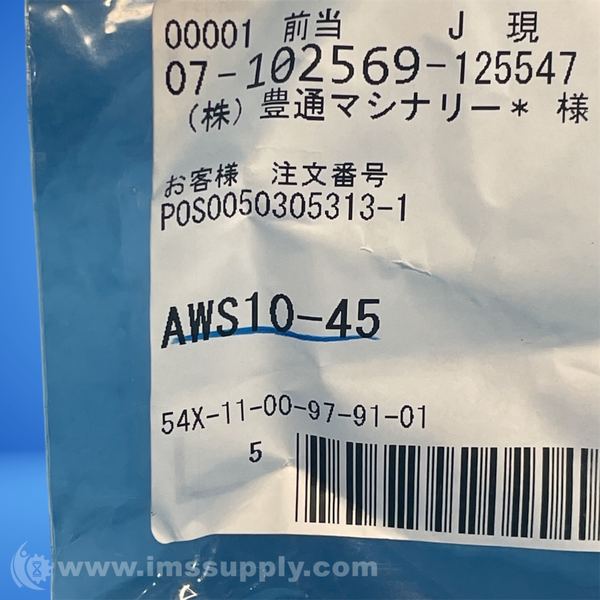 00001 前当 J 現
07-102569-125547
(株)豊通マシナリー* 様
お客様 注文番号
POS0050305313-1
AWS10-45
54X-11-00-97-91-01
5
www.imssupply.com